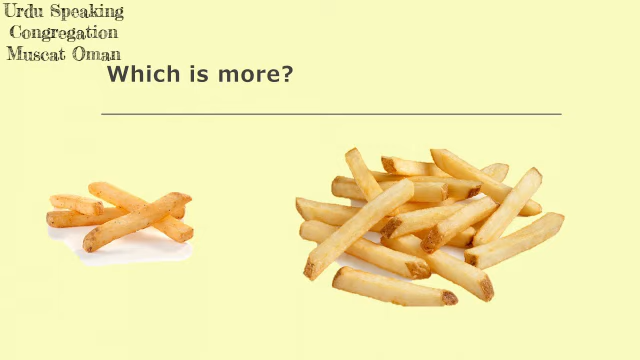 Urdu Speaking
Congregation
Muscat Oman
Which is more?